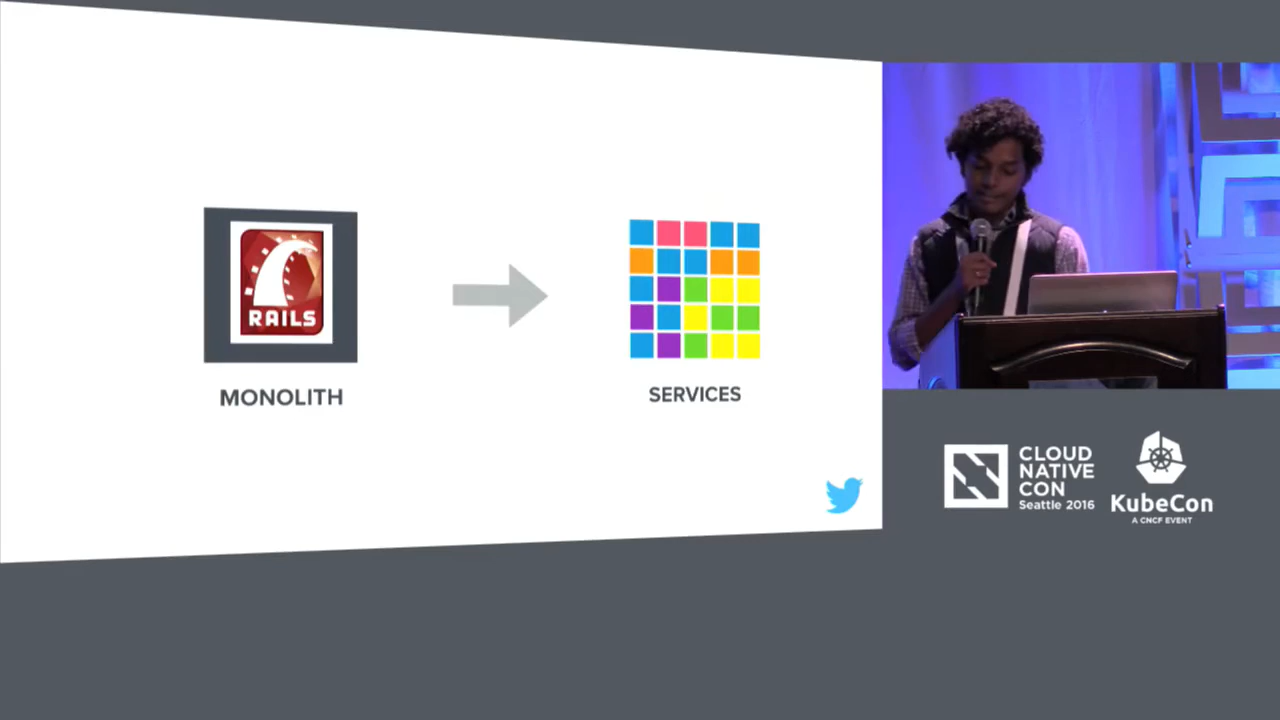 RAILS
MONOLITH
SERVICES
CLOUD
NATIVE
CON
Seattle 2016
KubeCon
A CNCF EVENT